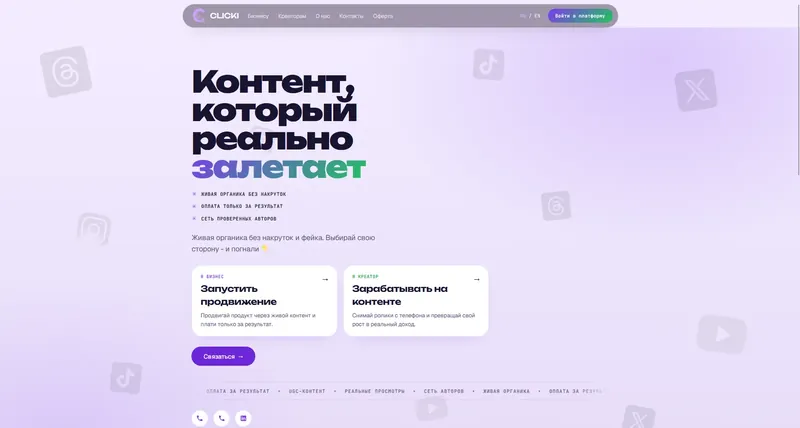 CLICKI
Бизнесу
Креаторам
О нас
Контакты
Оферта
RU / EN
Войти в платформу
Контент,
который
реально
залетает
ЖИВАЯ ОРГАНИКА БЕЗ НАКРУТОК
ОПЛАТА ТОЛЬКО ЗА РЕЗУЛЬТАТ
СЕТЬ ПРОВЕРЕННЫХ АВТОРОВ
Живая органика без накруток и фейка. Выбирай свою
сторону - и погнали
Я БИЗНЕС
→
Запустить
продвижение
Продвигай продукт через живой контент и
плати только за результат.
Я КРЕАТОР
→
Зарабатывать на
контенте
Снимай ролики с телефона и превращай свой
рост в реальный доход.
Связаться →
ОПЛАТА ЗА РЕЗУЛЬТАТ • UGC-КОНТЕНТ • РЕАЛЬНЫЕ ПРОСМОТРЫ • СЕТЬ АВТОРОВ • ЖИВАЯ ОРГАНИКА • ОПЛАТА ЗА РЕЗУЛ